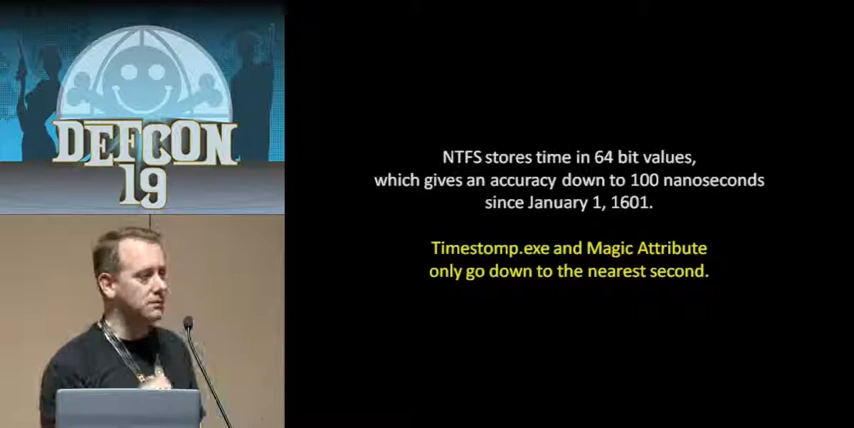 DEFCON
19
NTFS stores time in 64 bit values,
which gives an accuracy down to 100 nanoseconds
since January 1, 1601.
Timestomp.exe and Magic Attribute
only go down to the nearest second.